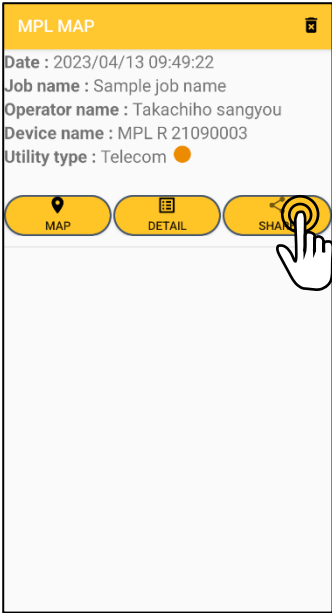 MPL MAP
Date : 2023/04/13 09:49:22
Job name : Sample job name
Operator name : Takachiho sangyou
Device name : MPL R 21090003
Utility type : Telecom
MAP
DETAIL